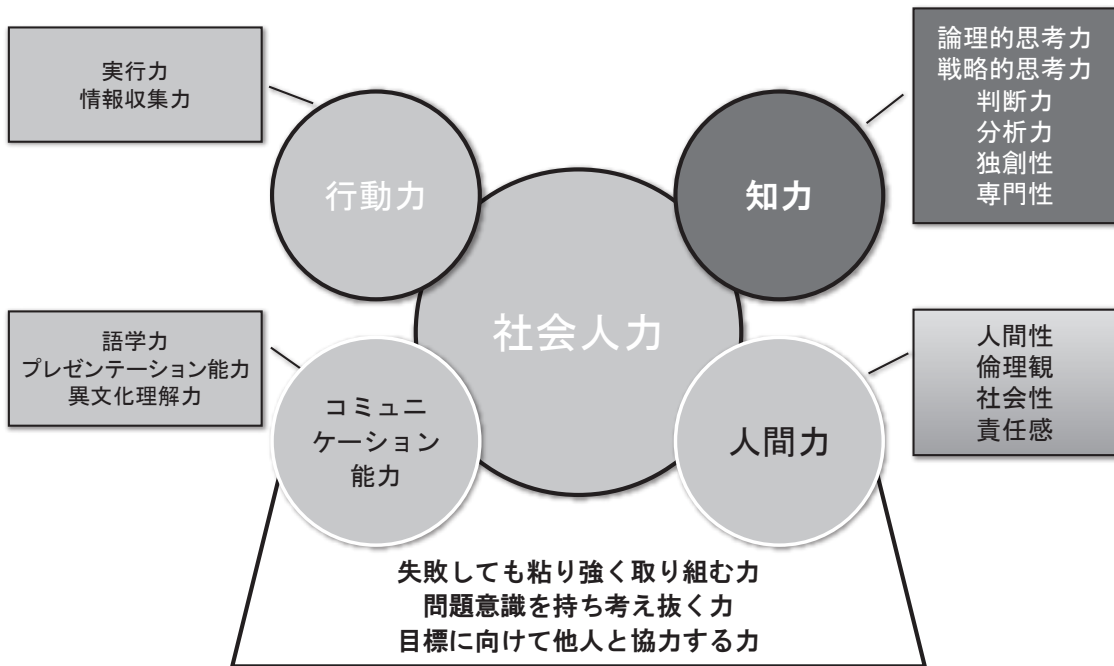 実行力
情報収集力
行動力
論理的思考力
戦略的思考力
判断力
分析力
独創性
専門性
知力
社会人力
語学力
プレゼンテーション能力
異文化理解力
コミュニ
ケーション
能力
人間性
倫理観
社会性
責任感
人間力
失敗しても粘り強く取り組む力
問題意識を持ち考え抜く力
目標に向けて他人と協力する力